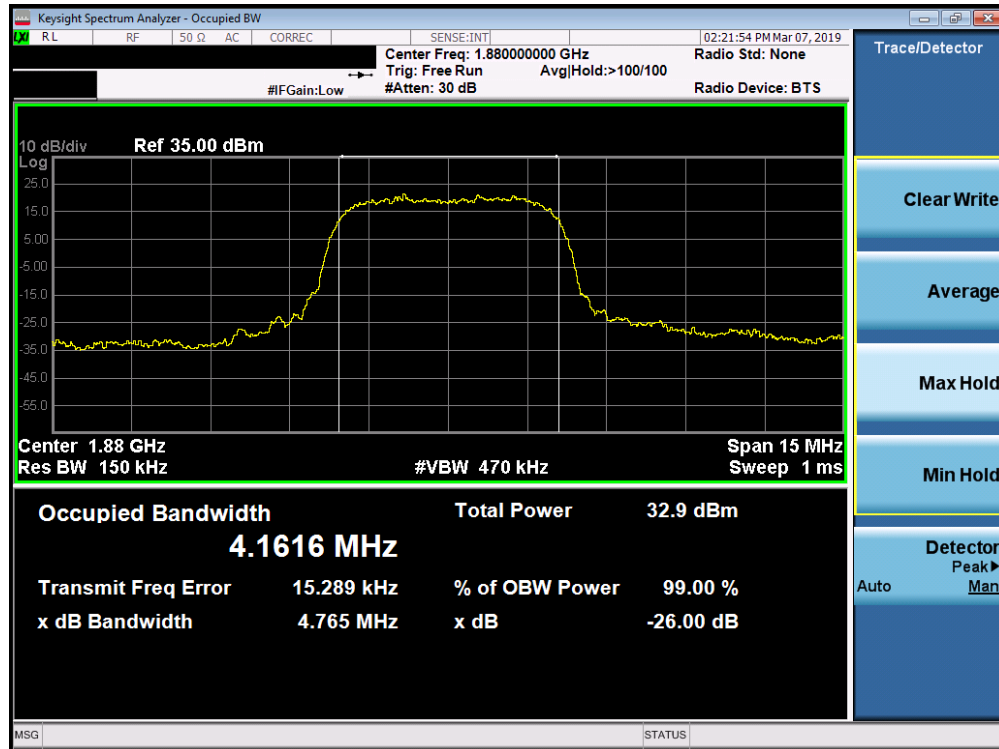 Keysight Spectrum Analyzer - Occupied BW
LXI RL RF 50 Ω AC CORREC SENSE:INT 02:21:54 PM Mar 07, 2019
Center Freq: 1.880000000 GHz Radio Std: None
Trig: Free Run Avg|Hold:>100/100
#IFGain:Low #Atten: 30 dB Radio Device: BTS
10 dB/div Ref 35.00 dBm
Log
25.0
15.0
5.00
-5.00
-15.0
-25.0
-35.0
-45.0
-55.0
Center 1.88 GHz Span 15 MHz
Res BW 150 kHz #VBW 470 kHz Sweep 1 ms
Occupied Bandwidth Total Power 32.9 dBm
4.1616 MHz
Transmit Freq Error 15.289 kHz % of OBW Power 99.00 %
x dB Bandwidth 4.765 MHz x dB -26.00 dB
MSG STATUS
Trace/Detector
Clear Write
Average
Max Hold
Min Hold
Detector
Peak▶
Auto Man